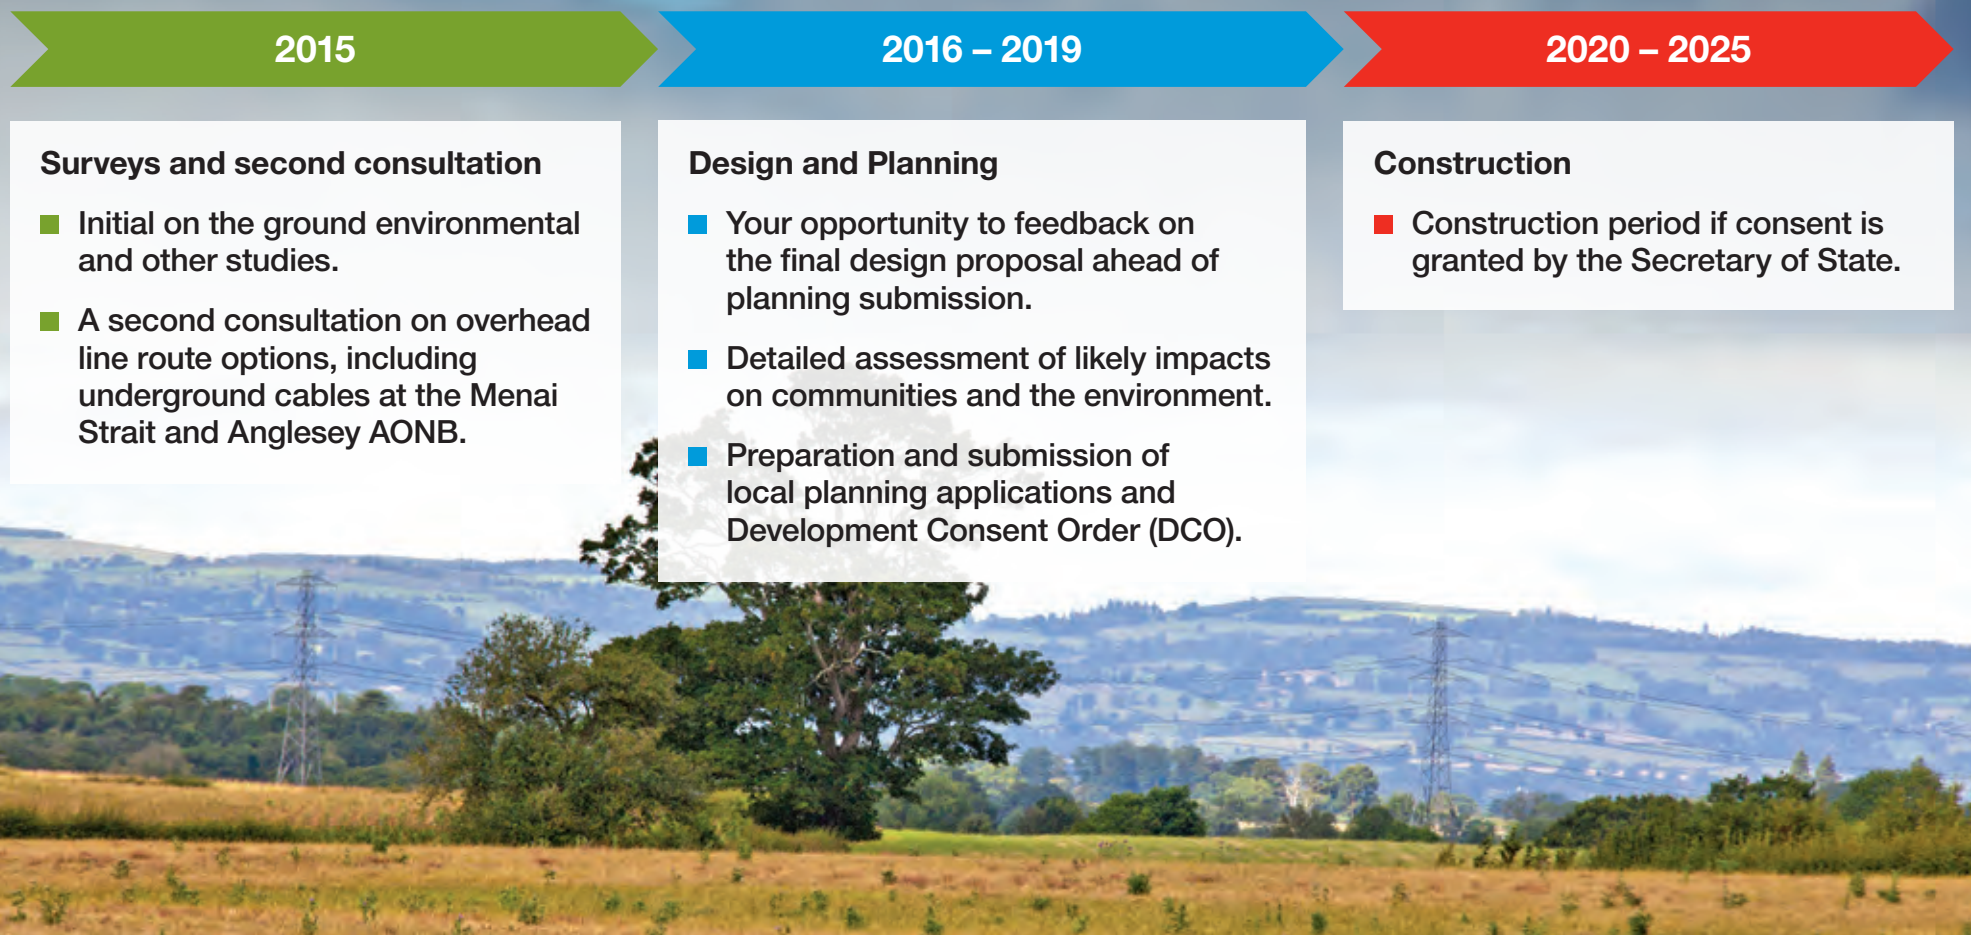 2015
Surveys and second consultation
Initial on the ground environmental
and other studies.
A second consultation on overhead
line route options, including
underground cables at the Menai
Strait and Anglesey AONB.
2016 – 2019
Design and Planning
Your opportunity to feedback on
the final design proposal ahead of
planning submission.
Detailed assessment of likely impacts
on communities and the environment.
Preparation and submission of
local planning applications and
Development Consent Order (DCO).
2020 – 2025
Construction
Construction period if consent is
granted by the Secretary of State.